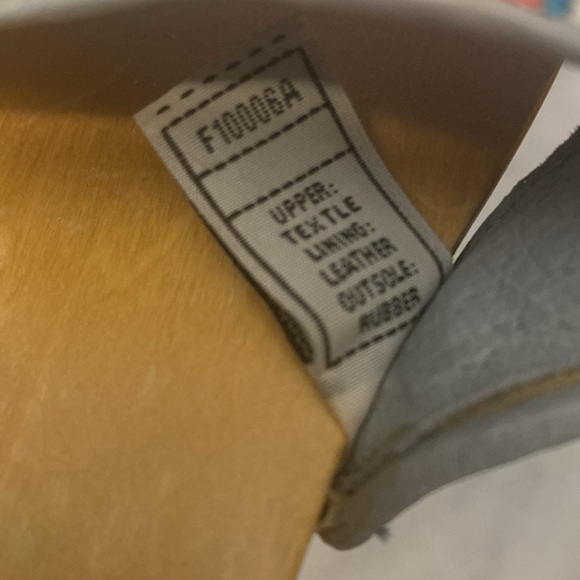 F10006A
UPPER:
TEXTLE
LINING:
LEATHER
OUTSOLE:
RUBBER